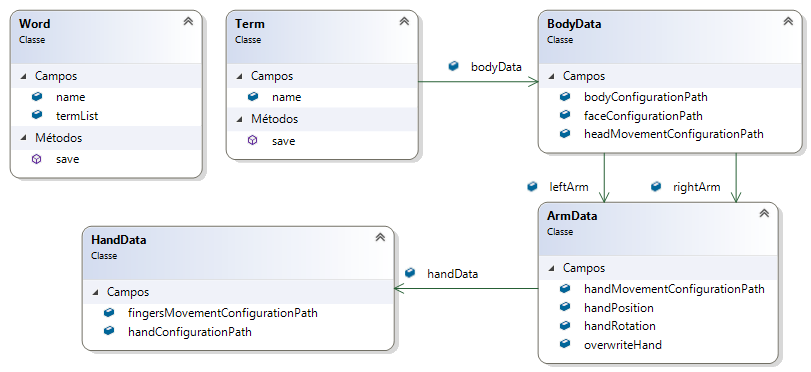 Word
Classe
Campos
name
termList
Métodos
save
Term
Classe
Campos
name
Métodos
save
bodyData
BodyData
Classe
Campos
bodyConfigurationPath
faceConfigurationPath
headMovementConfigurationPath
leftArm
rightArm
HandData
Classe
Campos
fingersMovementConfigurationPath
handConfigurationPath
handData
ArmData
Classe
Campos
handMovementConfigurationPath
handPosition
handRotation
overwriteHand